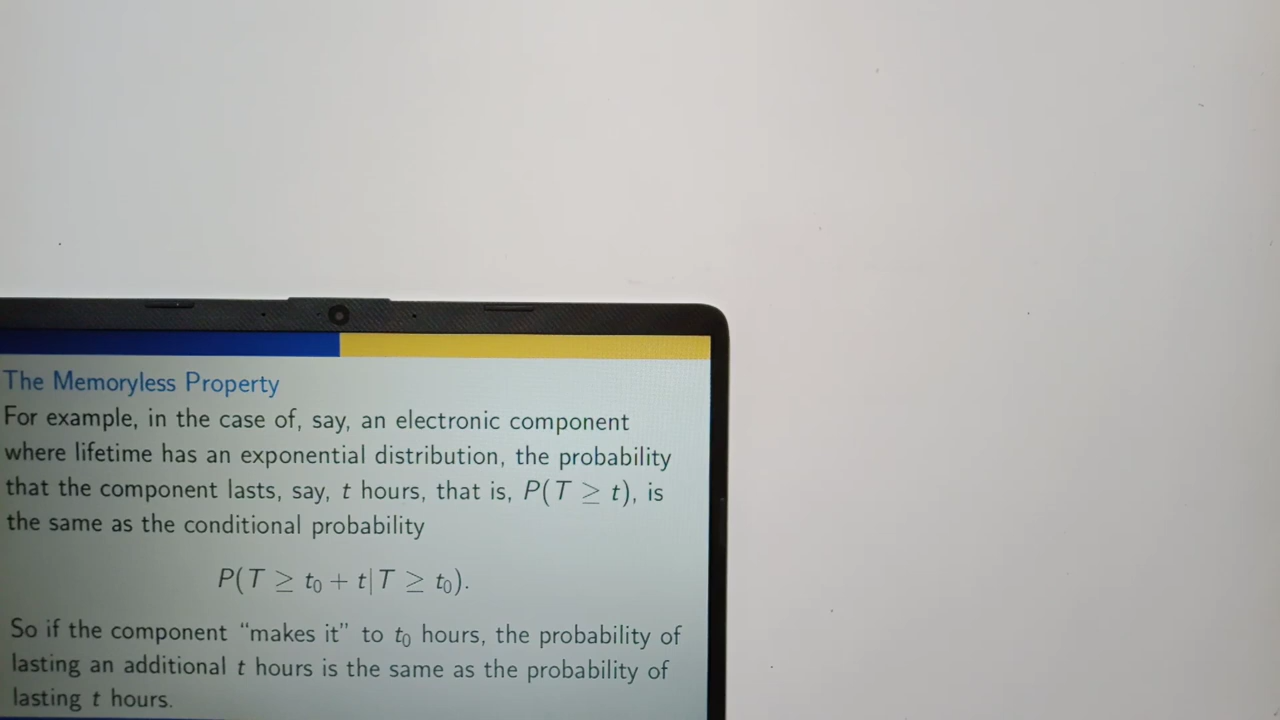 The Memoryless Property
For example, in the case of, say, an electronic component
where lifetime has an exponential distribution, the probability
that the component lasts, say, t hours, that is, P(T ≥ t), is
the same as the conditional probability
P(T ≥ t₀ + t|T ≥ t₀).
So if the component “makes it” to t₀ hours, the probability of
lasting an additional t hours is the same as the probability of
lasting t hours.